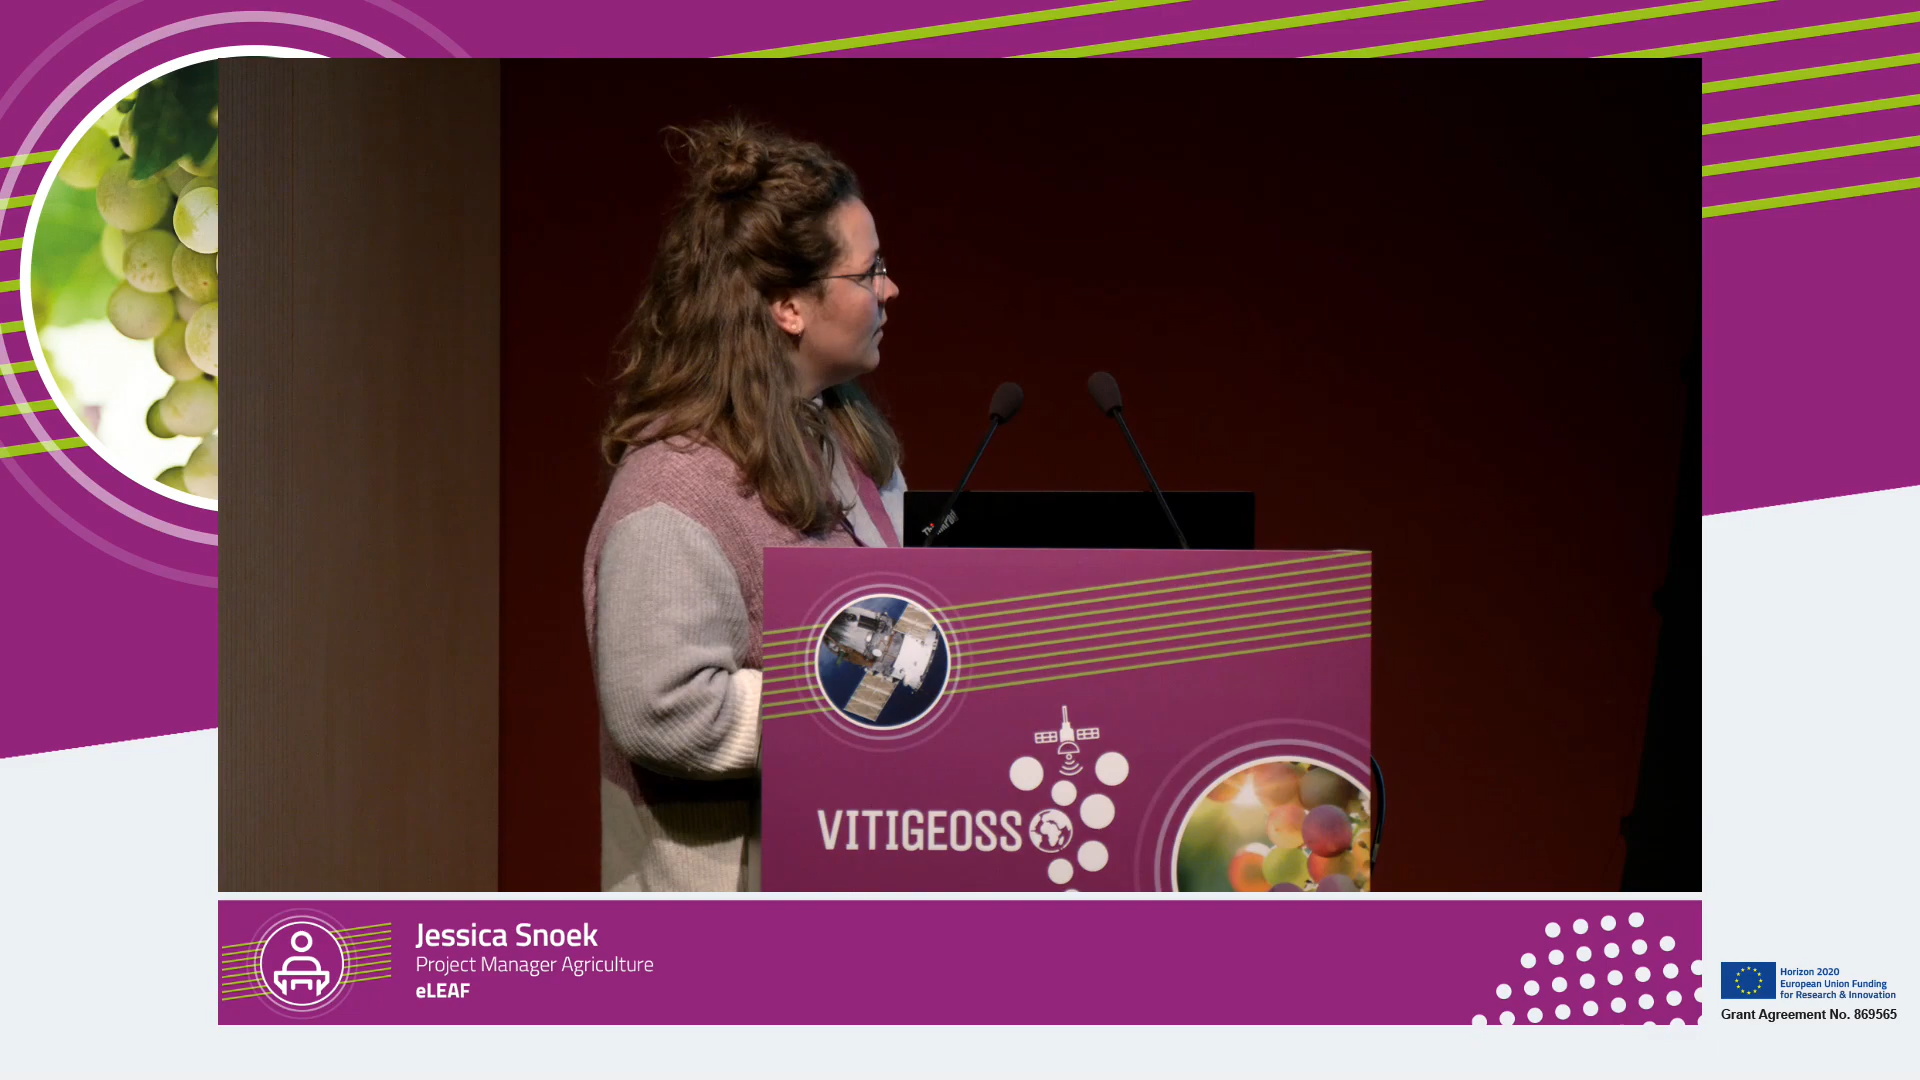 VITIGEOSS
Jessica Snoek
Project Manager Agriculture
eLEAF
Horizon 2020
European Union Funding
for Research & Innovation
Grant Agreement No. 869565